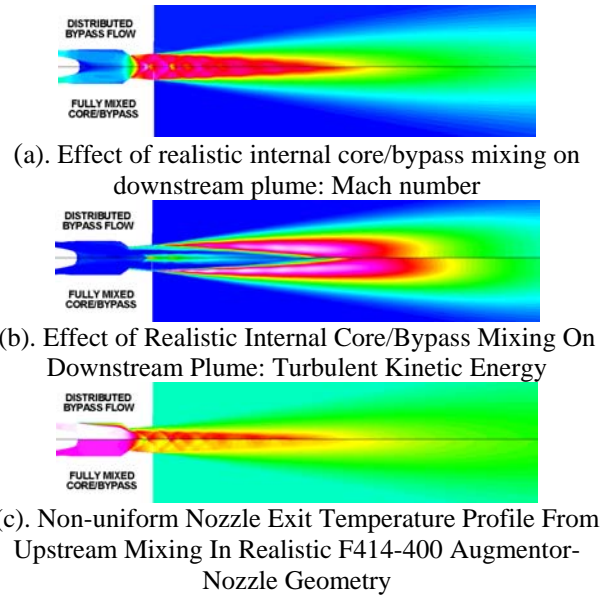 DISTRIBUTED
BYPASS FLOW
FULLY MIXED
CORE/BYPASS
(a). Effect of realistic internal core/bypass mixing on
downstream plume: Mach number
DISTRIBUTED
BYPASS FLOW
FULLY MIXED
CORE/BYPASS
(b). Effect of Realistic Internal Core/Bypass Mixing On
Downstream Plume: Turbulent Kinetic Energy
DISTRIBUTED
BYPASS FLOW
FULLY MIXED
CORE/BYPASS
(c). Non-uniform Nozzle Exit Temperature Profile From
Upstream Mixing In Realistic F414-400 Augmentor-
Nozzle Geometry